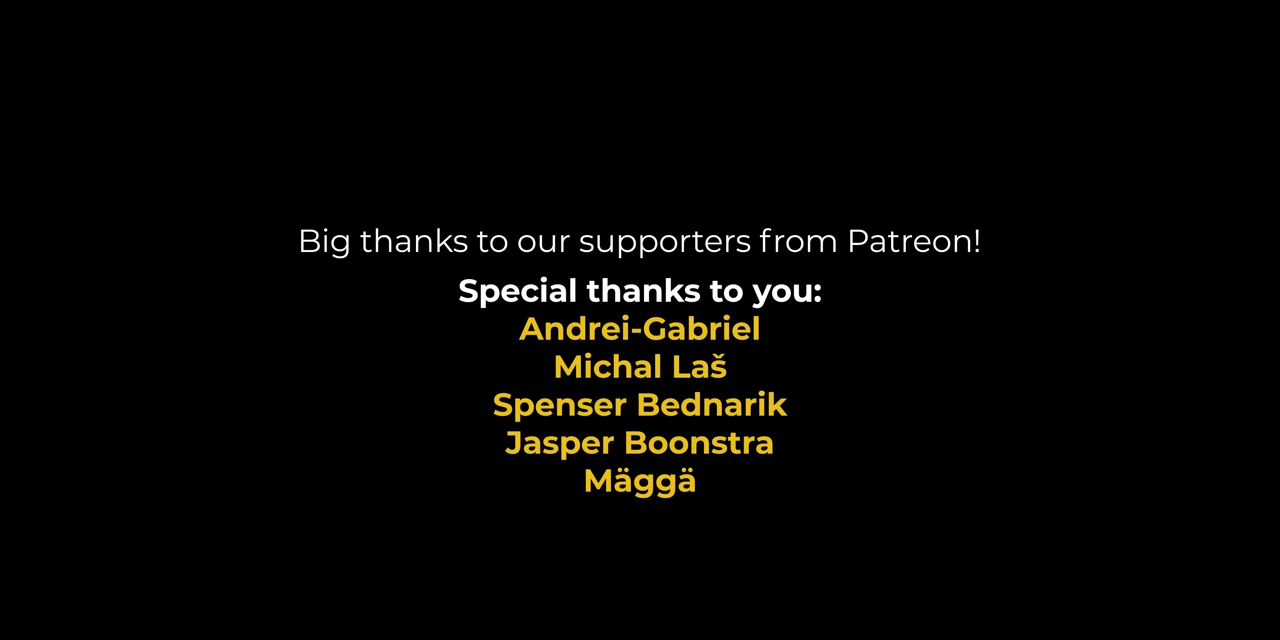 Big thanks to our supporters from Patreon!
Special thanks to you:
Andrei-Gabriel
Michal Laš
Spenser Bednarik
Jasper Boonstra
Mäggä